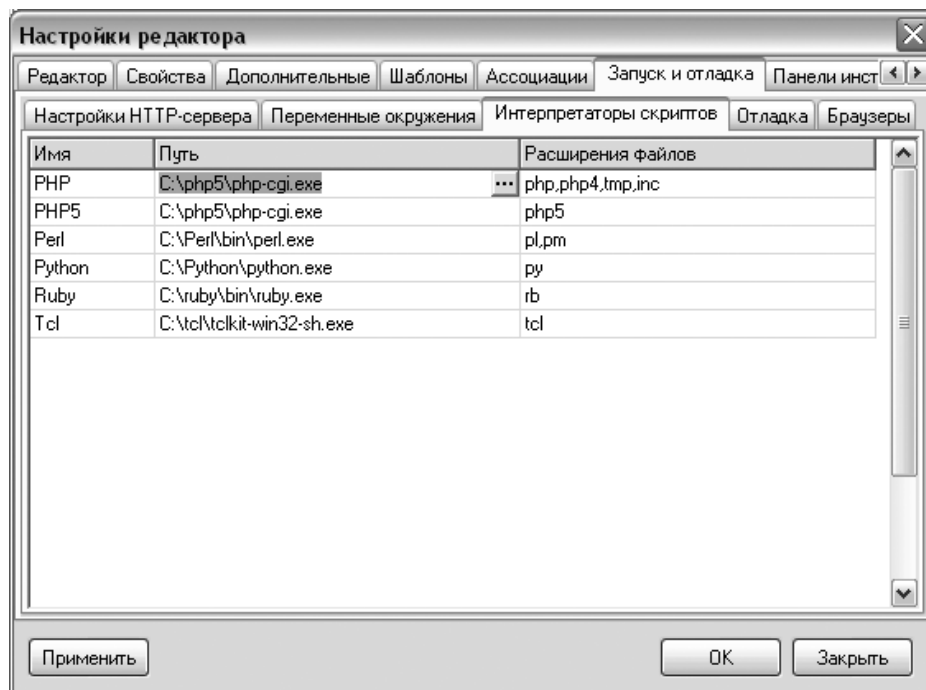 Настройки редактора
Редактор Свойства Дополнительные Шаблоны Ассоциации Запуск и отладка Панели инст
Настройки HTTP-сервера Переменные окружения Интерпретаторы скриптов Отладка Браузеры
Имя Путь Расширения файлов
PHP C:\php5\php-cgi.exe ... php,php4,tmp,inc
PHP5 C:\php5\php-cgi.exe php5
Perl C:\Perl\bin\perl.exe pl,pm
Python C:\Python\python.exe py
Ruby C:\ruby\bin\ruby.exe rb
Tcl C:\tcl\tclkit-win32-sh.exe tcl
Применить OK Закрыть